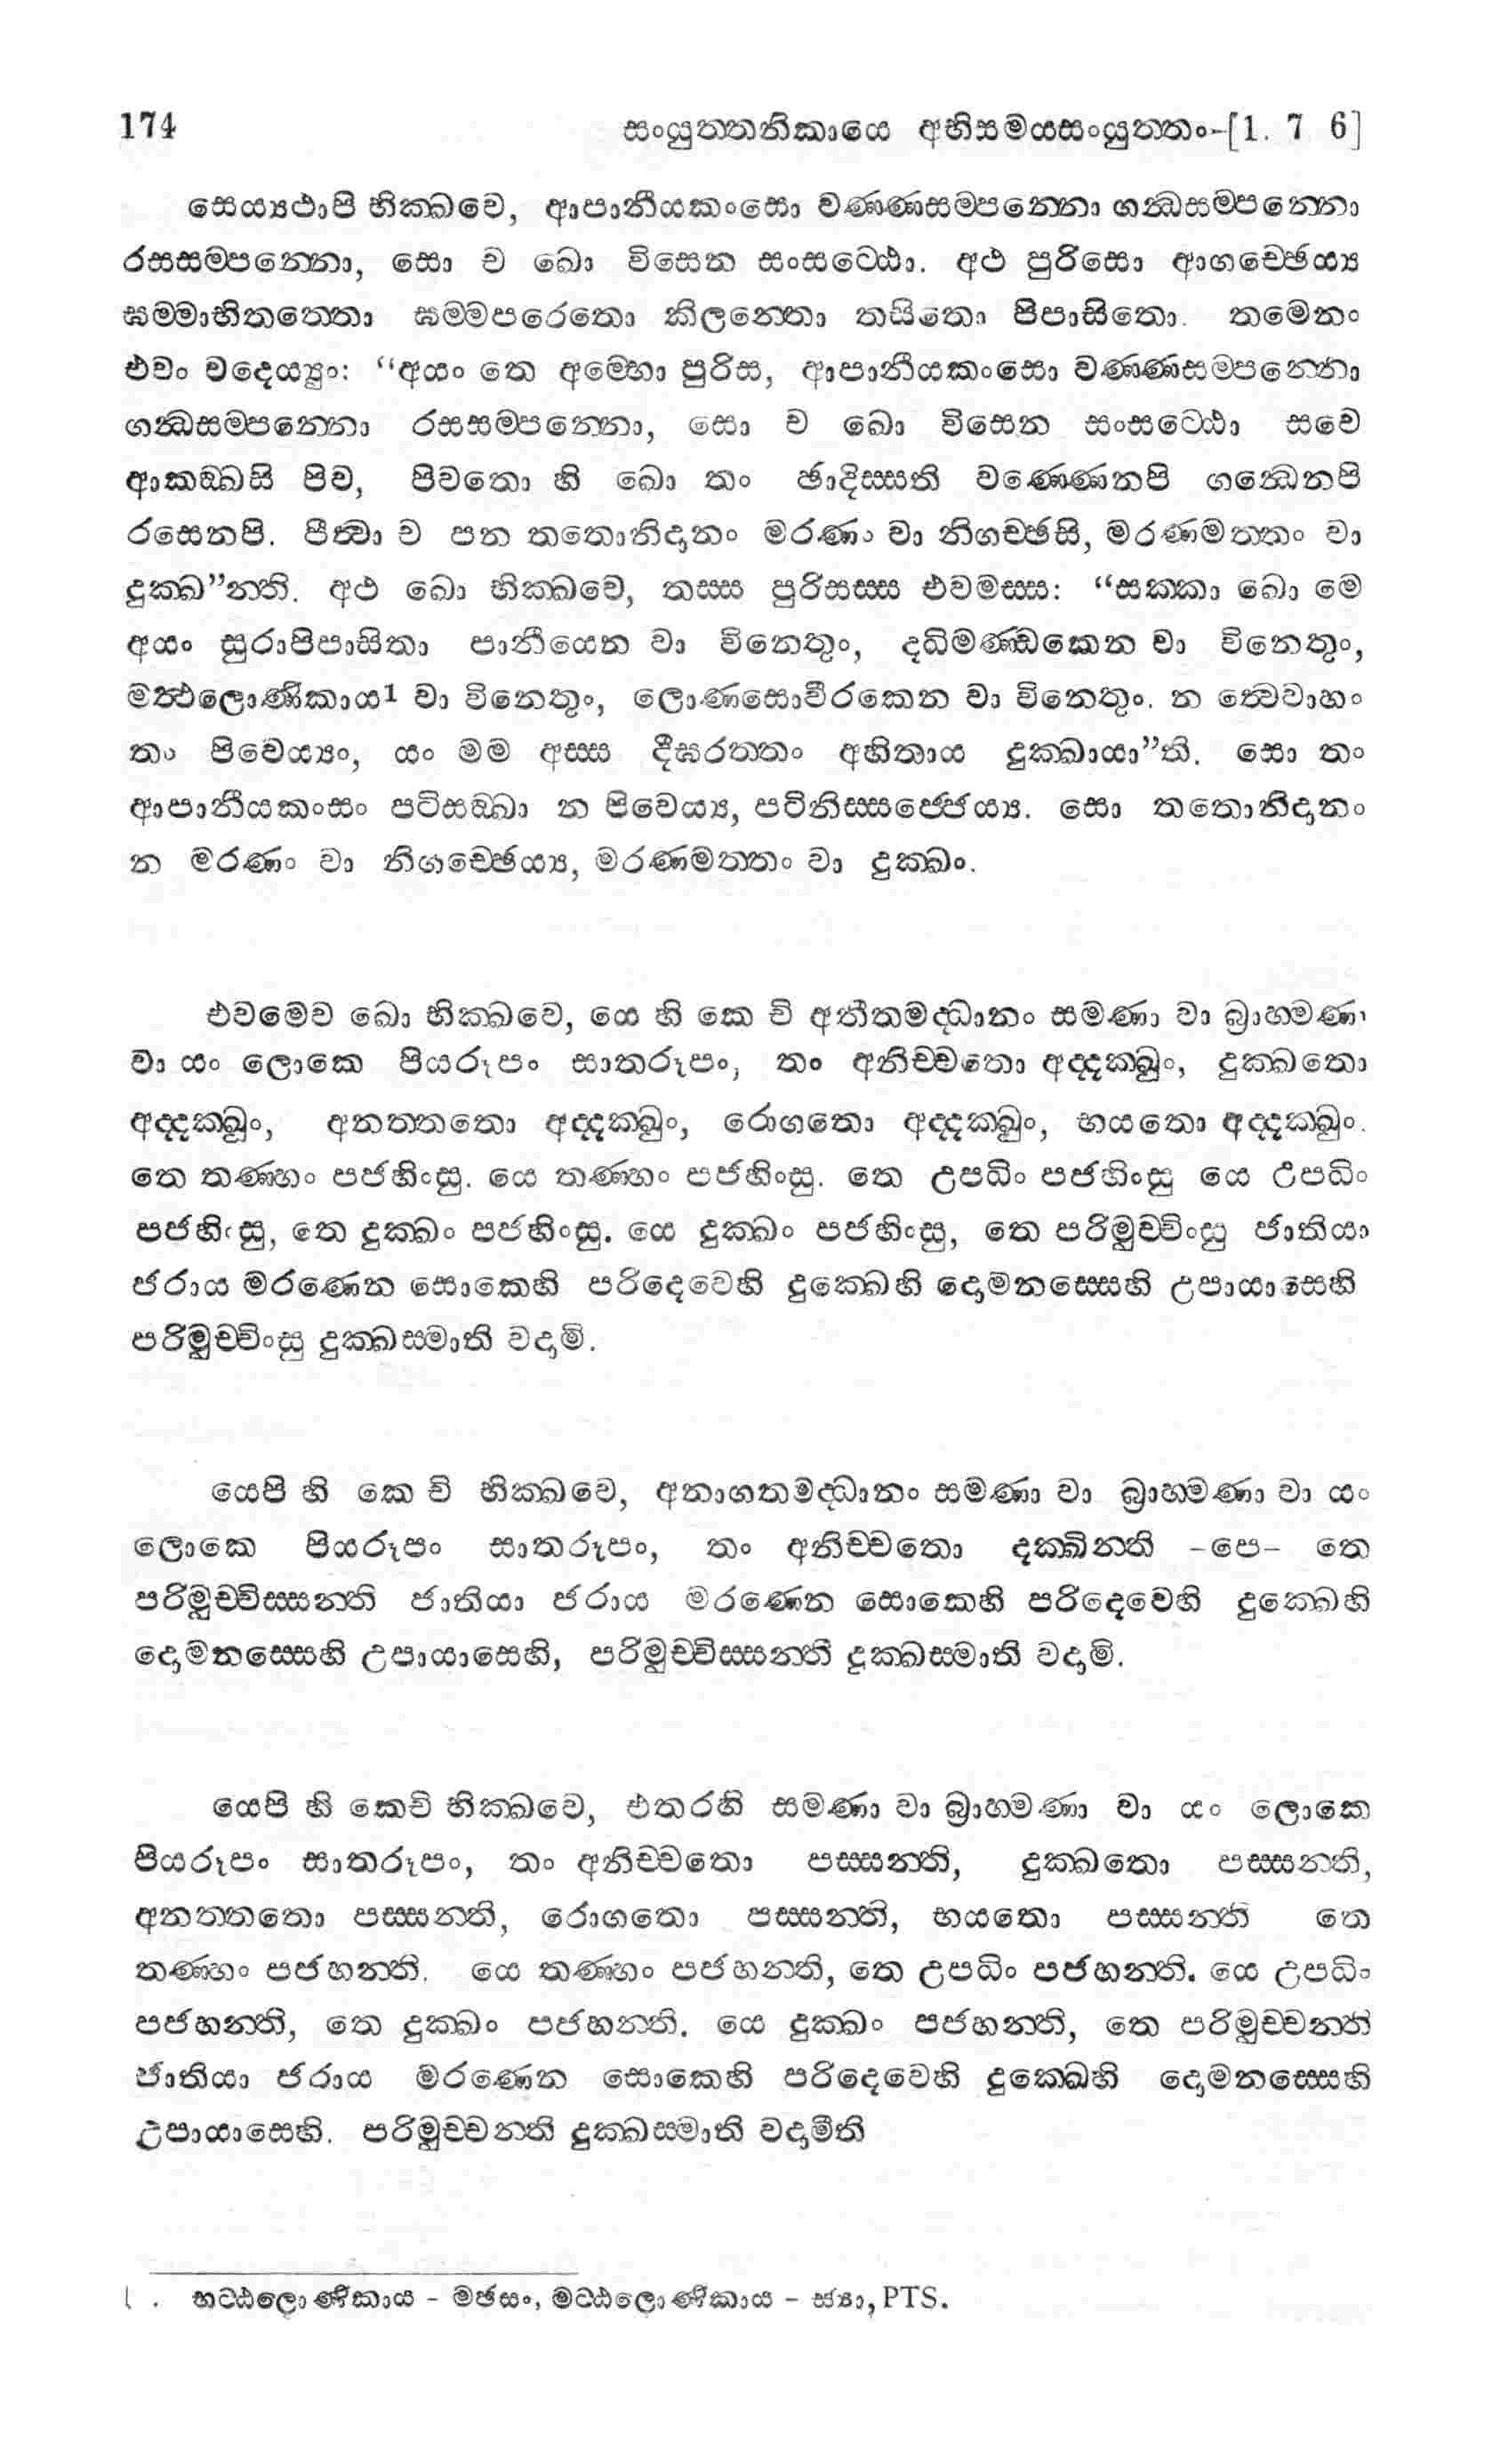 174 සංයුත්තනිකායෙ අභිසමයසංයුත්තං-[1. 7 6]
සෙය්‍යථාපි භික්ඛවෙ, ආපානීයකංසො වණ්ණසම්පන්නො ගන්ධසම්පන්නො
රසසම්පන්නො, සො ච ඛො විසෙන සංසට්ඨො. අථ පුරිසො ආගච්ඡෙය්‍ය
ඝම්මාභිතත්තො ඝම්මපරෙතො කිලන්තො තසිතො පිපාසිතො. තමෙනං
එවං වදෙය්‍යුං: “අයං තෙ අම්භො පුරිස, ආපානීයකංසො වණ්ණසම්පන්නො
ගන්ධසම්පන්නො රසසම්පන්නො, සො ච ඛො විසෙන සංසට්ඨො සචෙ
ආකඞ්ඛසි පිව, පිවතො හි ඛො තං ඡාදිස්සති වණ්ණෙනපි ගන්ධෙනපි
රසෙනපි. පීත්වා ච පන තතොනිදානං මරණං වා නිගච්ඡසි, මරණමත්තං වා
දුක්ඛ”න්ති. අථ ඛො භික්ඛවෙ, තස්ස පුරිසස්ස එවමස්ස: “සක්කා ඛො මෙ
අයං සුරාපිපාසිතා පානීයෙන වා විනෙතුං, දධිමණ්ඩකෙන වා විනෙතුං,
මත්ථලොණිකාය1 වා විනෙතුං, ලොණසොවීරකෙන වා විනෙතුං. න ත්වෙවාහං
තං පිවෙය්‍යං, යං මම අස්ස දීඝරත්තං අහිතාය දුක්ඛායා”ති. සො තං
ආපානීයකංසං පටිසඞ්ඛා න පිවෙය්‍ය, පටිනිස්සජ්ජෙය්‍ය. සො තතොනිදානං
න මරණං වා නිගච්ඡෙය්‍ය, මරණමත්තං වා දුක්ඛං.
එවමෙව ඛො භික්ඛවෙ, යෙ හි කෙ චි අතීතමද්ධානං සමණා වා බ්‍රාහ්මණා
වා යං ලොකෙ පියරූපං සාතරූපං, තං අනිච්චතො අද්දක්ඛුං, දුක්ඛතො
අද්දක්ඛුං, අනත්තතො අද්දක්ඛුං, රොගතො අද්දක්ඛුං, භයතො අද්දක්ඛුං.
තෙ තණ්හං පජහිංසු. යෙ තණ්හං පජහිංසු. තෙ උපධිං පජහිංසු යෙ උපධිං
පජහිංසු, තෙ දුක්ඛං පජහිංසු. යෙ දුක්ඛං පජහිංසු, තෙ පරිමුච්චිංසු ජාතියා
ජරාය මරණෙන සොකෙහි පරිදෙවෙහි දුක්ඛෙහි දොමනස්සෙහි උපායාසෙහි
පරිමුච්චිංසු දුක්ඛස්මාති වදාමි.
යෙපි හි කෙ චි භික්ඛවෙ, අනාගතමද්ධානං සමණා වා බ්‍රාහ්මණා වා යං
ලොකෙ පියරූපං සාතරූපං, තං අනිච්චතො දක්ඛින්ති -පෙ- තෙ
පරිමුච්චිස්සන්ති ජාතියා ජරාය මරණෙන සොකෙහි පරිදෙවෙහි දුක්ඛෙහි
දොමනස්සෙහි උපායාසෙහි, පරිමුච්චිස්සන්ති දුක්ඛස්මාති වදාමි.
යෙපි හි කෙචි භික්ඛවෙ, එතරහි සමණා වා බ්‍රාහ්මණා වා යං ලොකෙ
පියරූපං සාතරූපං, තං අනිච්චතො පස්සන්ති, දුක්ඛතො පස්සන්ති,
අනත්තතො පස්සන්ති, රොගතො පස්සන්ති, භයතො පස්සන්ති තෙ
තණ්හං පජහන්ති. යෙ තණ්හං පජහන්ති, තෙ උපධිං පජහන්ති. යෙ උපධිං
පජහන්ති, තෙ දුක්ඛං පජහන්ති. යෙ දුක්ඛං පජහන්ති, තෙ පරිමුච්චන්ති
ජාතියා ජරාය මරණෙන සොකෙහි පරිදෙවෙහි දුක්ඛෙහි දොමනස්සෙහි
උපායාසෙහි. පරිමුච්චන්ති දුක්ඛස්මාති වදාමීති
1 . භට්ඨලොණිකාය - මඡසං, මට්ඨලොණිකාය - ස්‍යා, PTS.